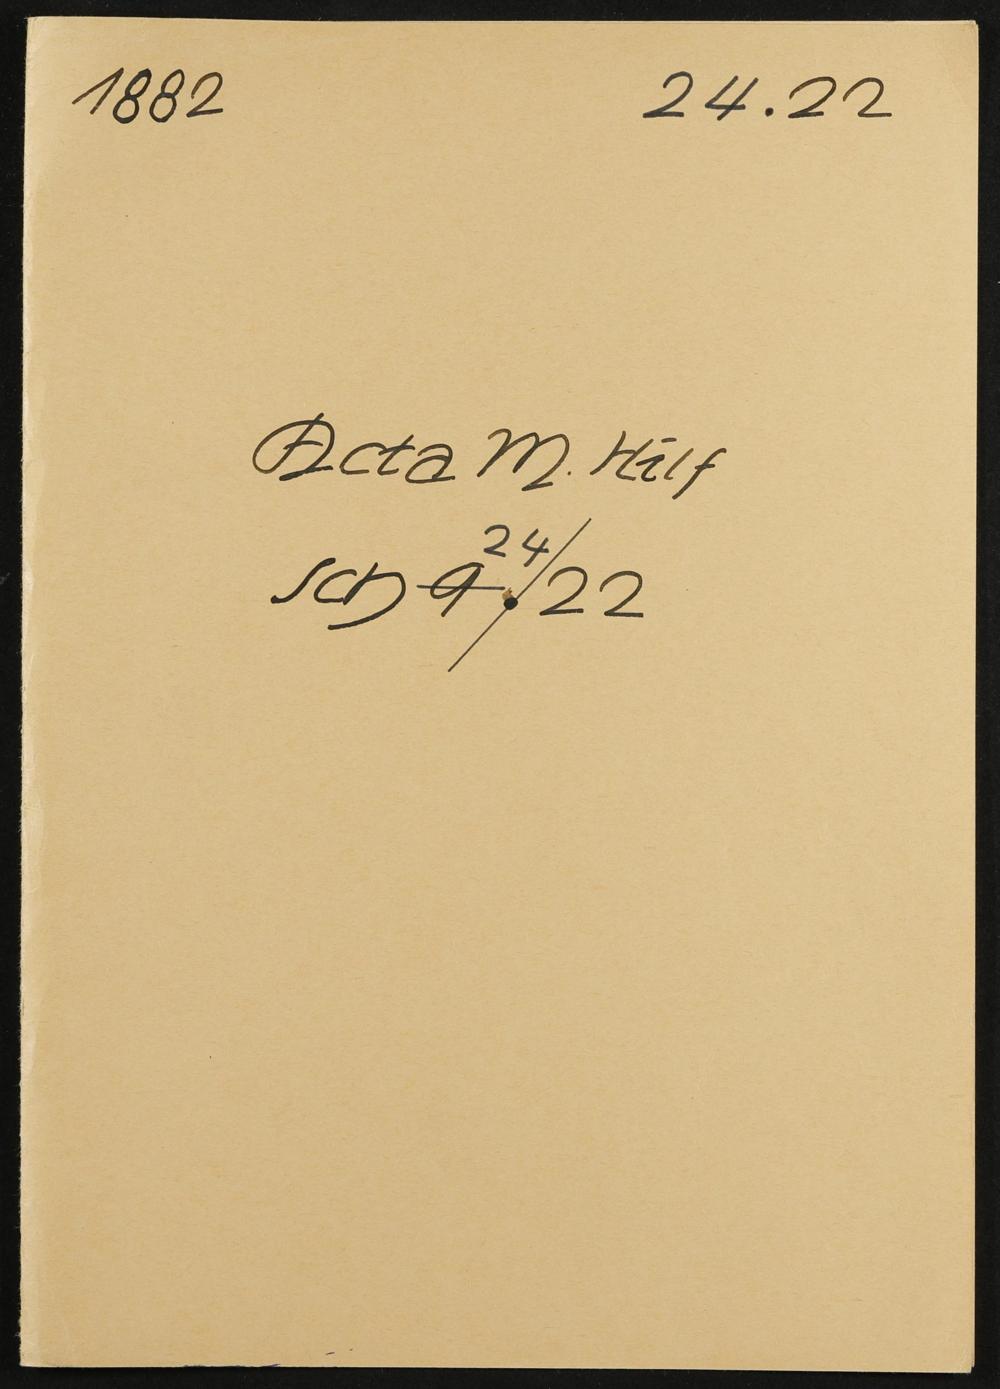 1882 24.22
Acta M. Hilf
24/
Sch 9.22